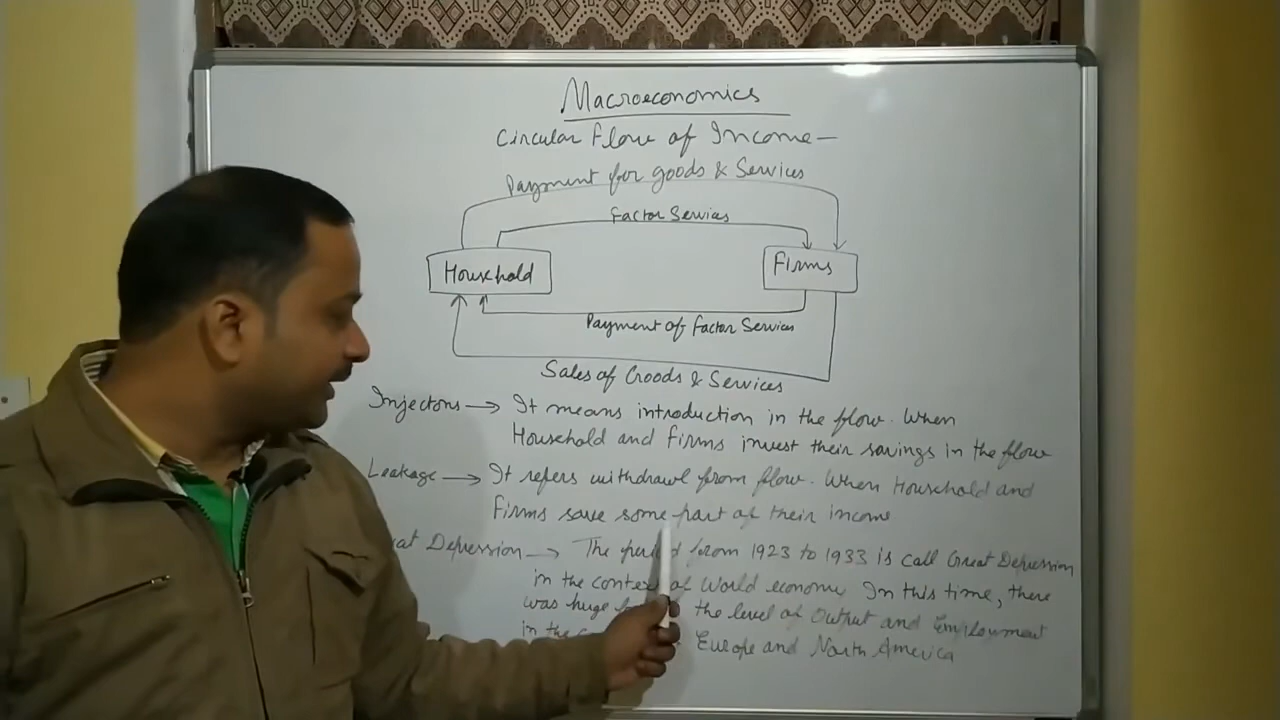 Macroeconomics
Circular Flow of Income—
Payment for goods & Services
Factor Services
Household
Firms
Payment of factor Services
Sales of Goods & Services
Injectons → It means introduction in the flow. When
Household and firms invest their savings in the flow
Leakage → It refers withdrawl from flow. When Household and
firms save some part of their income
eat Depression → The period from 1923 to 1933 is call Great Depression
in the context of World economy. In this time, there
was huge the level of Output and Employment
in the Europe and North America